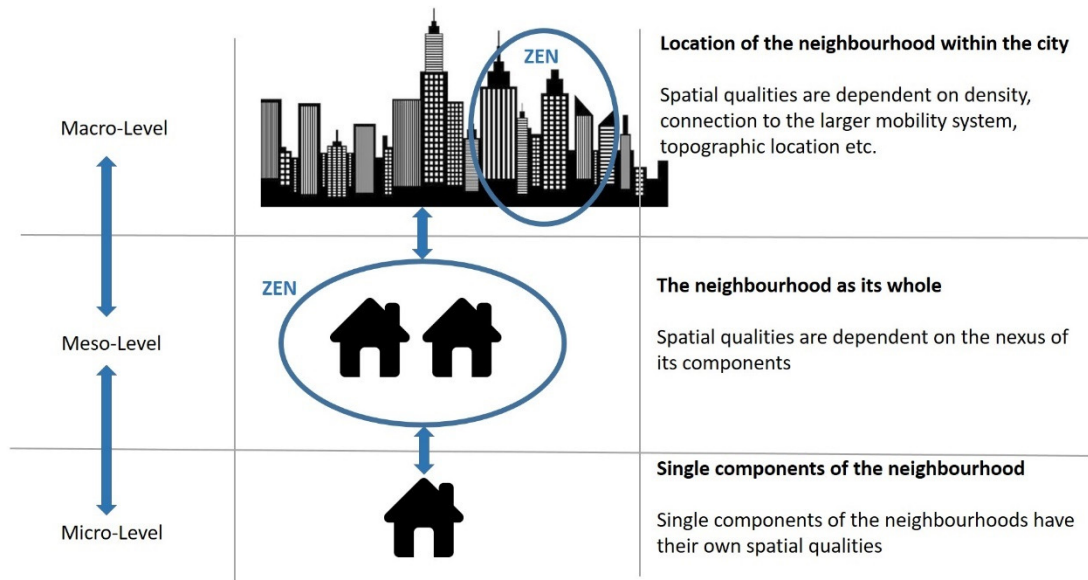 Macro-Level
ZEN
Location of the neighbourhood within the city
Spatial qualities are dependent on density,
connection to the larger mobility system,
topographic location etc.
Meso-Level
ZEN
The neighbourhood as its whole
Spatial qualities are dependent on the nexus of
its components
Micro-Level
Single components of the neighbourhood
Single components of the neighbourhoods have
their own spatial qualities